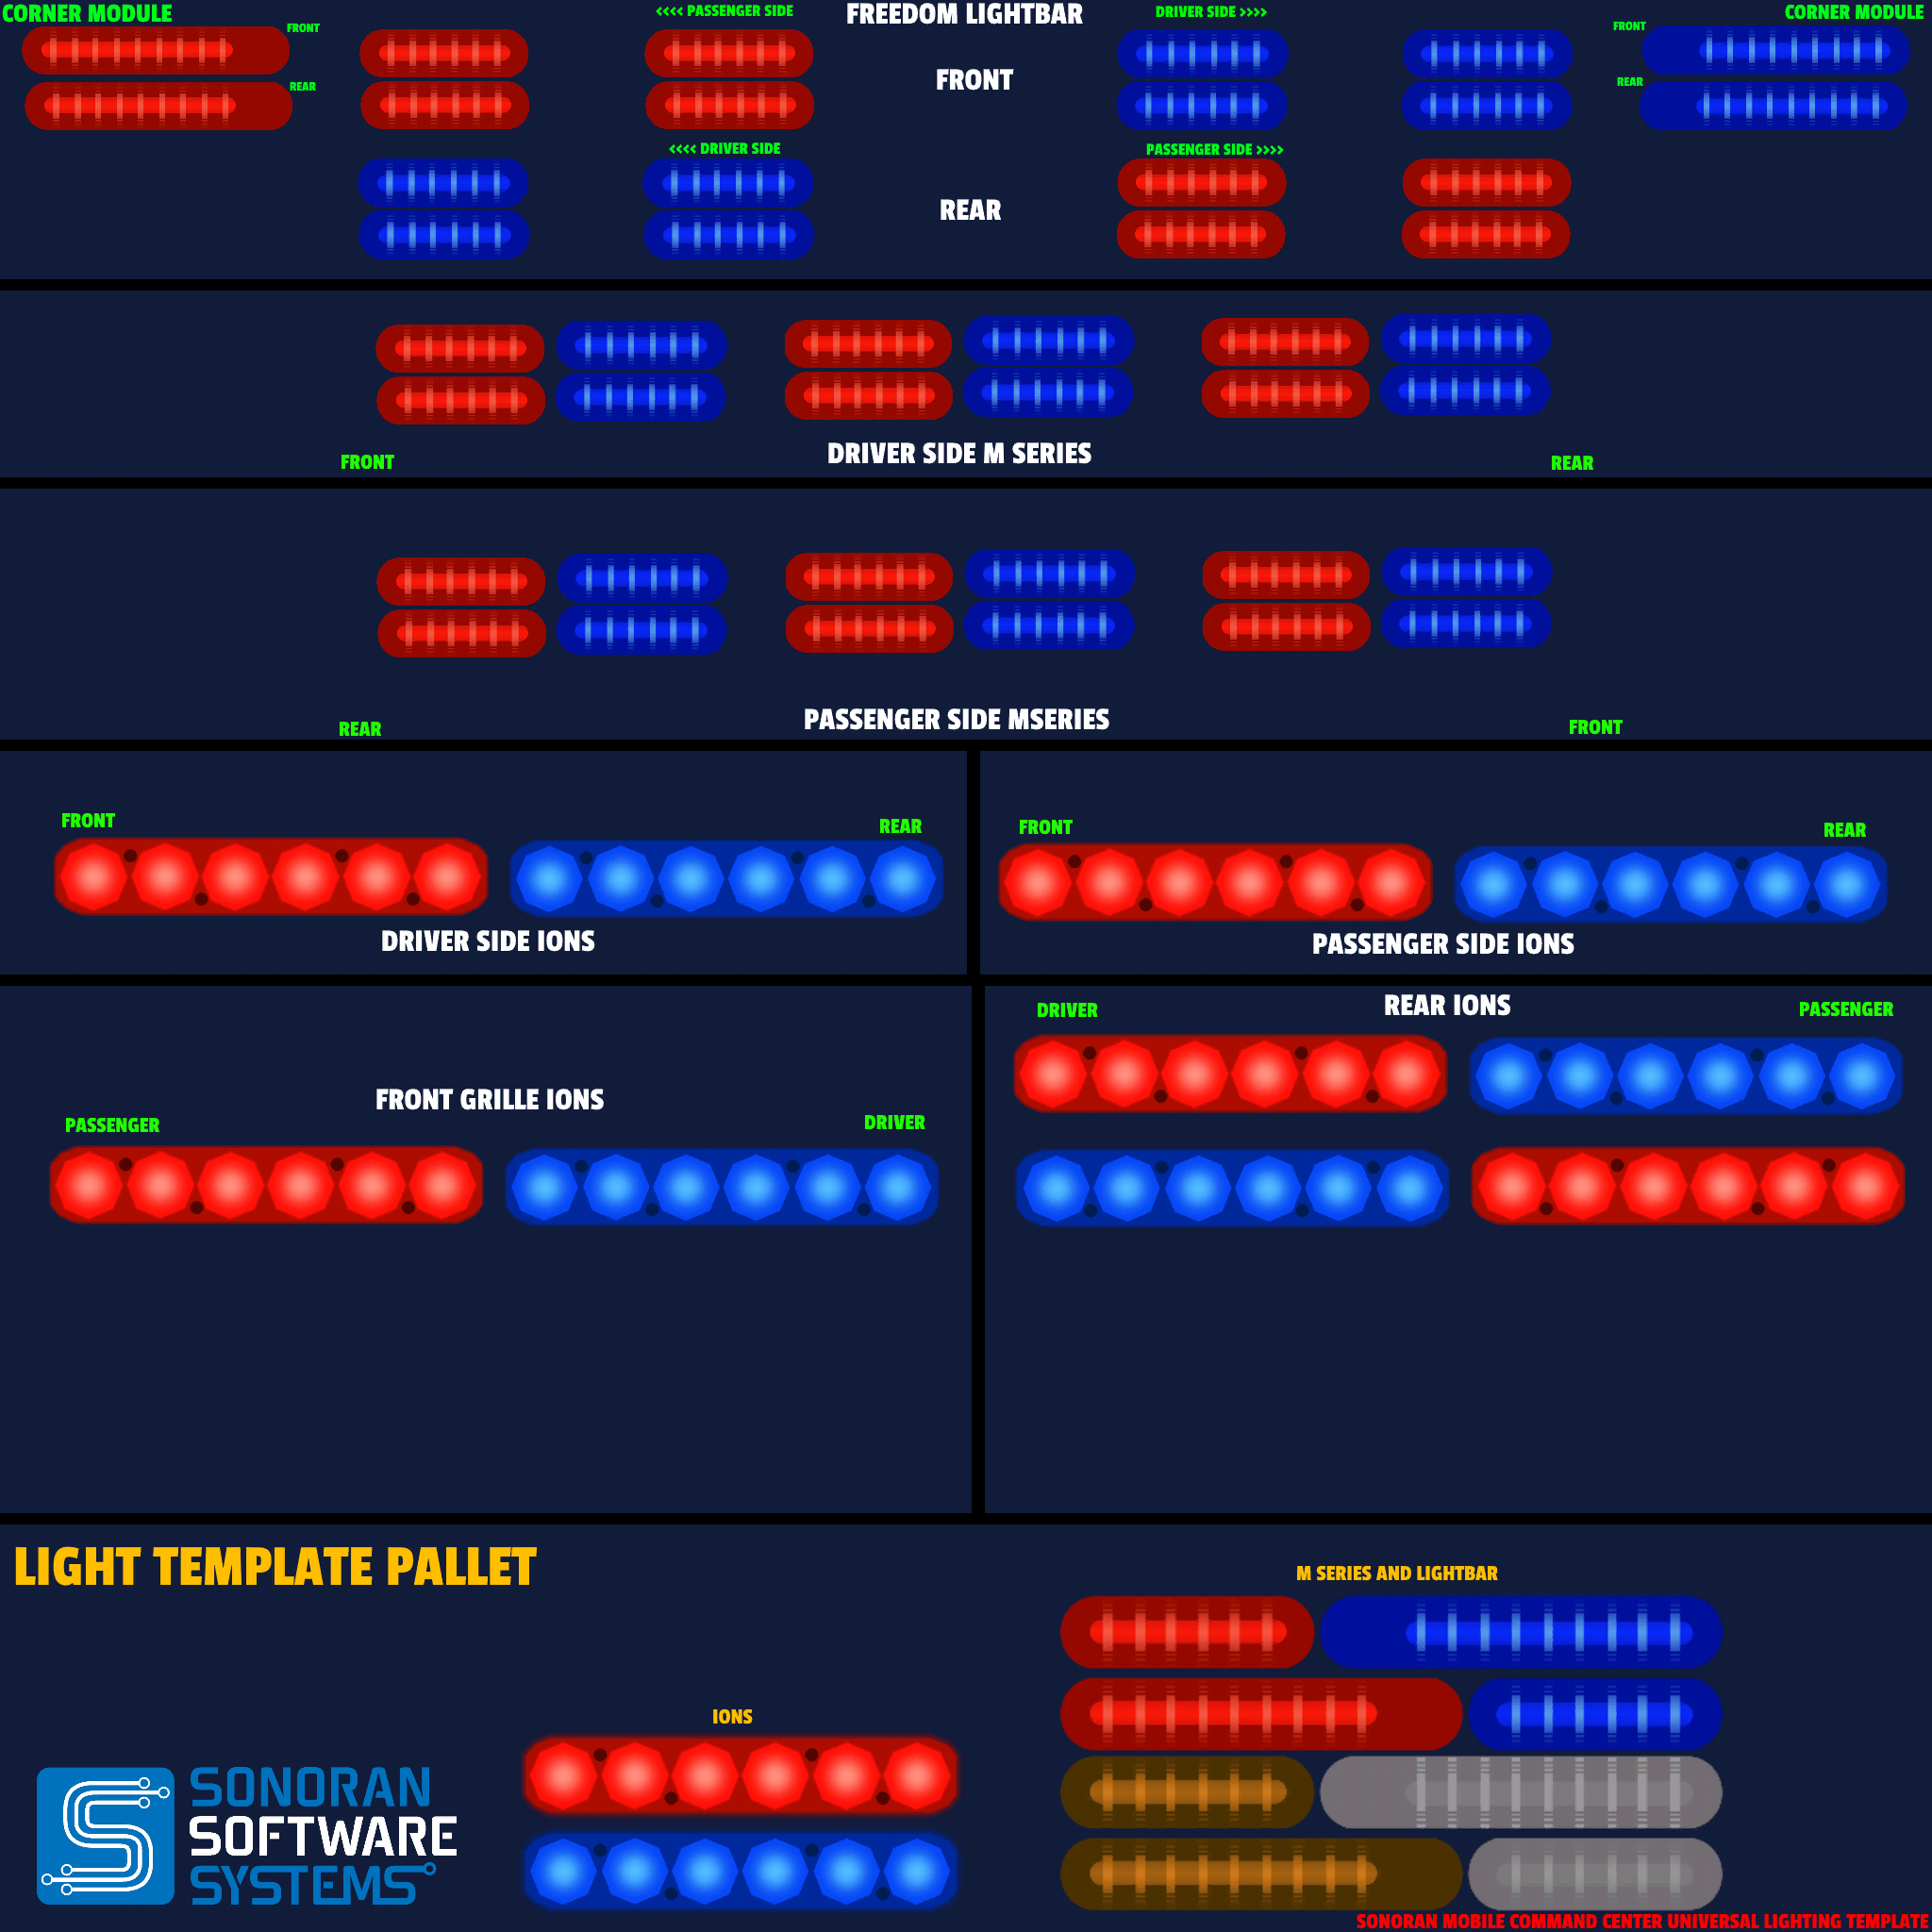 CORNER MODULE
<<<< PASSENGER SIDE
FREEDOM LIGHTBAR
DRIVER SIDE >>>>
CORNER MODULE
FRONT
FRONT
FRONT
REAR
REAR
<<<< DRIVER SIDE
PASSENGER SIDE >>>>
REAR
DRIVER SIDE M SERIES
FRONT
REAR
PASSENGER SIDE MSERIES
REAR
FRONT
FRONT
REAR
DRIVER SIDE IONS
FRONT
REAR
PASSENGER SIDE IONS
FRONT GRILLE IONS
PASSENGER
DRIVER
REAR IONS
DRIVER
PASSENGER
LIGHT TEMPLATE PALLET
M SERIES AND LIGHTBAR
IONS
SONORAN
SOFTWARE
SYSTEMS
SONORAN MOBILE COMMAND CENTER UNIVERSAL LIGHTING TEMPLATE